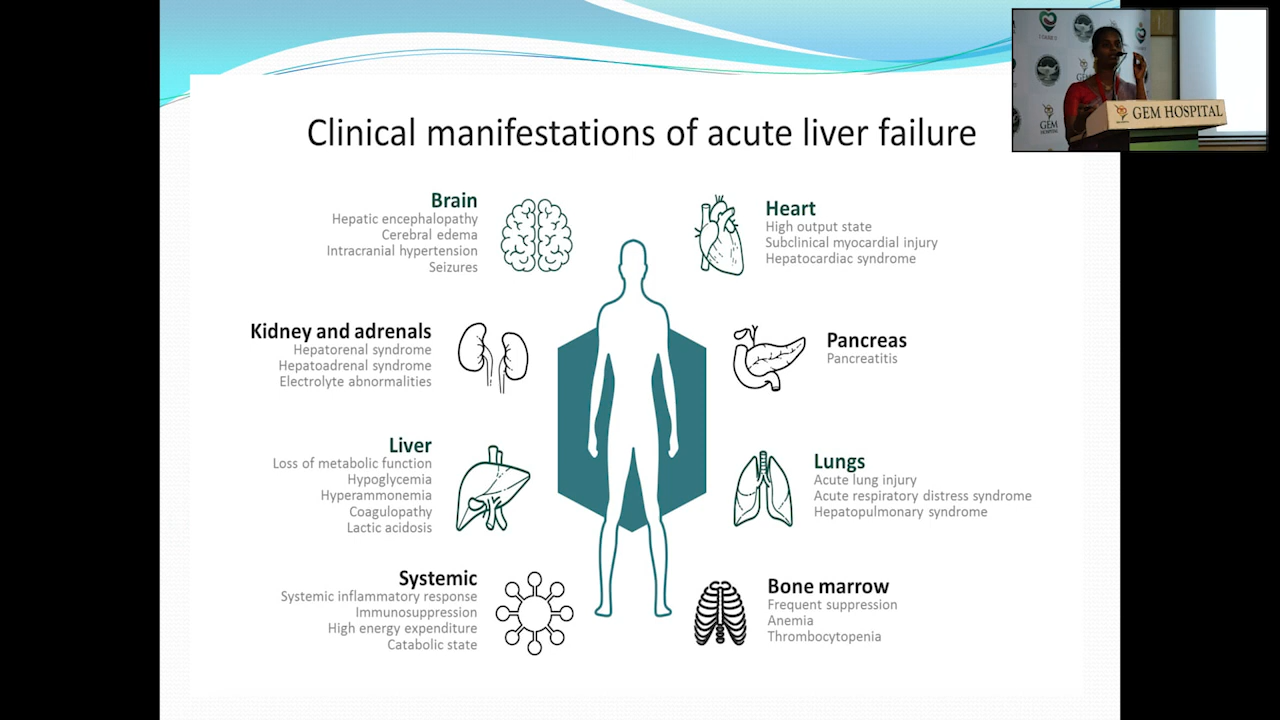 Clinical manifestations of acute liver failure
Brain
Hepatic encephalopathy
Cerebral edema
Intracranial hypertension
Seizures
Heart
High output state
Subclinical myocardial injury
Hepatocardiac syndrome
Kidney and adrenals
Hepatorenal syndrome
Hepatoadrenal syndrome
Electrolyte abnormalities
Pancreas
Pancreatitis
Liver
Loss of metabolic function
Hypoglycemia
Hyperammonemia
Coagulopathy
Lactic acidosis
Lungs
Acute lung injury
Acute respiratory distress syndrome
Hepatopulmonary syndrome
Systemic
Systemic inflammatory response
Immunosuppression
High energy expenditure
Catabolic state
Bone marrow
Frequent suppression
Anemia
Thrombocytopenia
GEM HOSPITAL
GEM
HOSPITAL